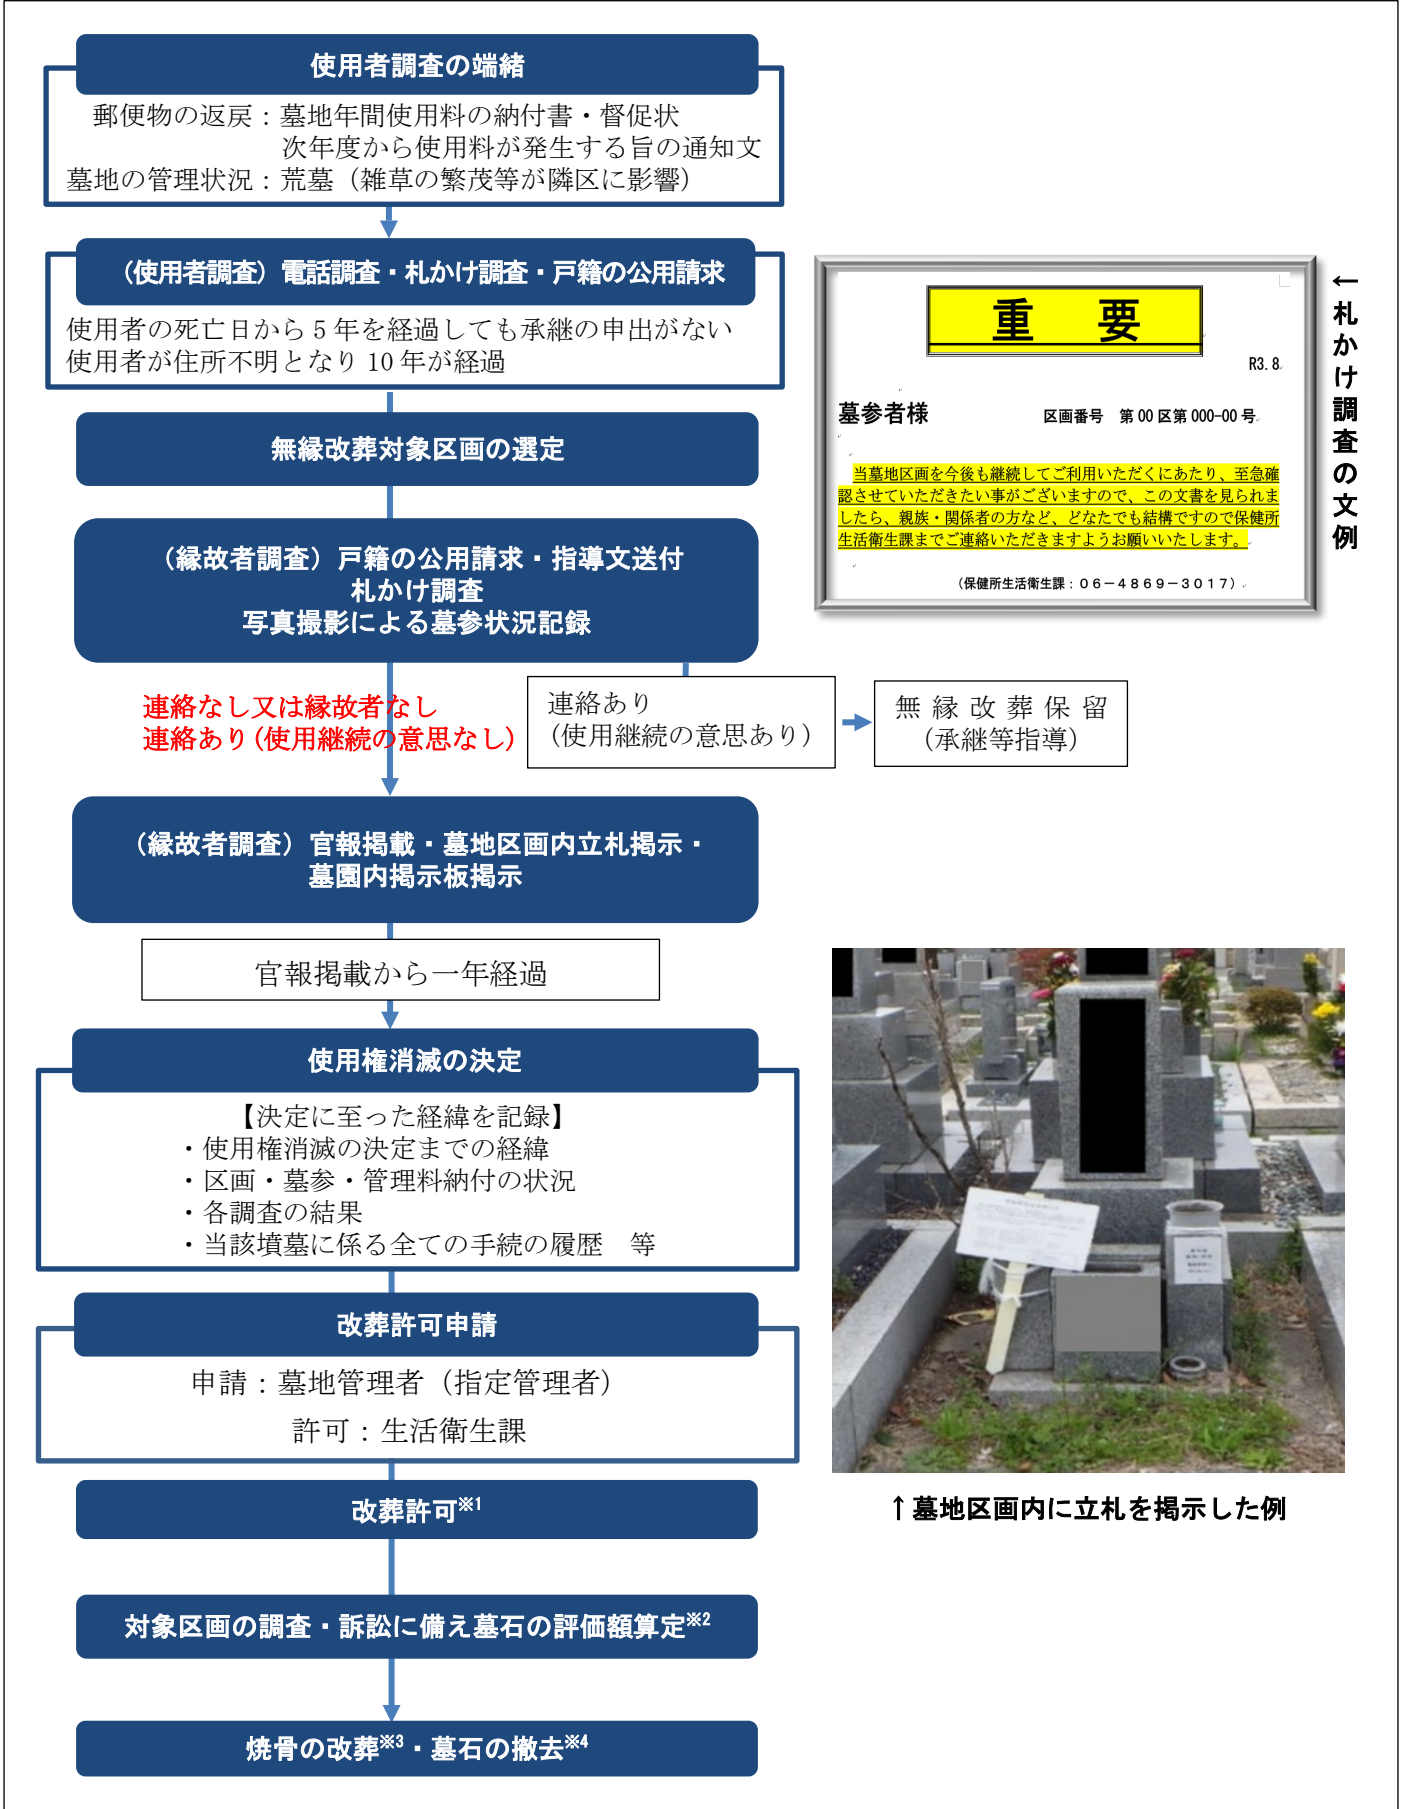 使用者調査の端緒
郵便物の返戻：墓地年間使用料の納付書・督促状
次年度から使用料が発生する旨の通知文
墓地の管理状況：荒墓（雑草の繁茂等が隣区に影響）
（使用者調査）電話調査・札かけ調査・戸籍の公用請求
使用者の死亡日から5年を経過しても承継の申出がない
使用者が住所不明となり10年が経過
無縁改葬対象区画の選定
（縁故者調査）戸籍の公用請求・指導文送付
札かけ調査
写真撮影による墓参状況記録
連絡なし又は縁故者なし
連絡あり（使用継続の意思なし）
連絡あり
（使用継続の意思あり）
無縁改葬保留
（承継等指導）
（縁故者調査）官報掲載・墓地区画内立札掲示・
墓園内掲示板掲示
官報掲載から一年経過
使用権消滅の決定
【決定に至った経緯を記録】
・使用権消滅の決定までの経緯
・区画・墓参・管理料納付の状況
・各調査の結果
・当該墳墓に係る全ての手続の履歴　等
改葬許可申請
申請：墓地管理者（指定管理者）
許可：生活衛生課
改葬許可※1
対象区画の調査・訴訟に備え墓石の評価額算定※2
焼骨の改葬※3・墓石の撤去※4
重　要
R3.8
墓参者様
区画番号　第00区第000-00号
当墓地区画を今後も継続してご利用いただくにあたり、至急確
認させていただきたい事がございますので、この文書を見られま
したら、親族・関係者の方など、どなたでも結構ですので保健所
生活衛生課までご連絡いただきますようお願いいたします。
（保健所生活衛生課：０６－４８６９－３０１７）
←札かけ調査の文例
↑墓地区画内に立札を掲示した例